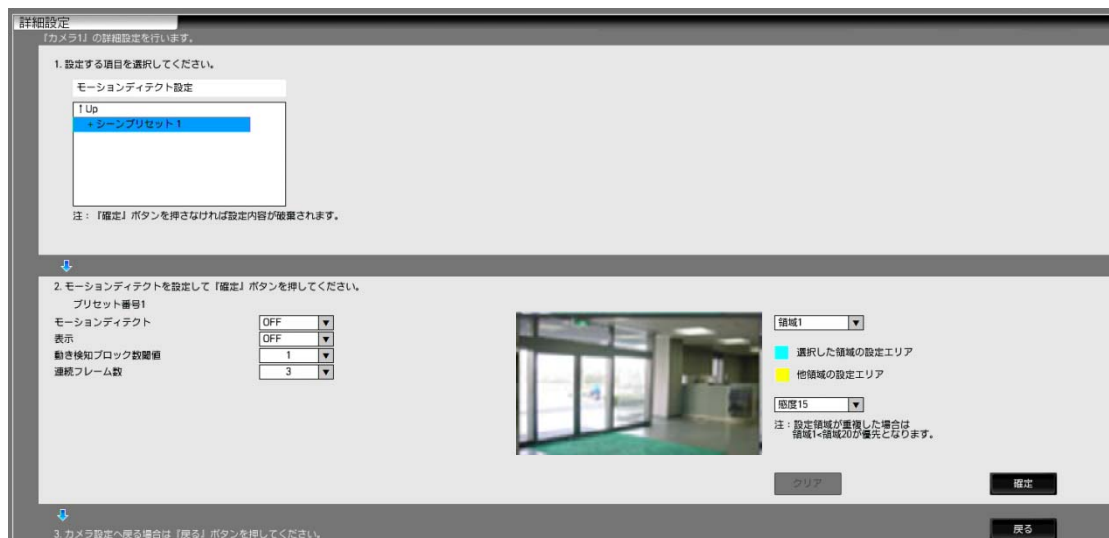 詳細設定
『カメラ1』の詳細設定を行います。
1. 設定する項目を選択してください。
モーションディテクト設定
↑Up
+シーンプリセット1
注：『確定』ボタンを押さなければ設定内容が破棄されます。
2. モーションディテクトを設定して『確定』ボタンを押してください。
プリセット番号1
モーションディテクト OFF
表示 OFF
動き検知ブロック数閾値 1
連続フレーム数 3
領域1
選択した領域の設定エリア
他領域の設定エリア
感度15
注：設定領域が重複した場合は
領域1<領域20が優先となります。
クリア
確定
3. カメラ設定へ戻る場合は『戻る』ボタンを押してください。
戻る